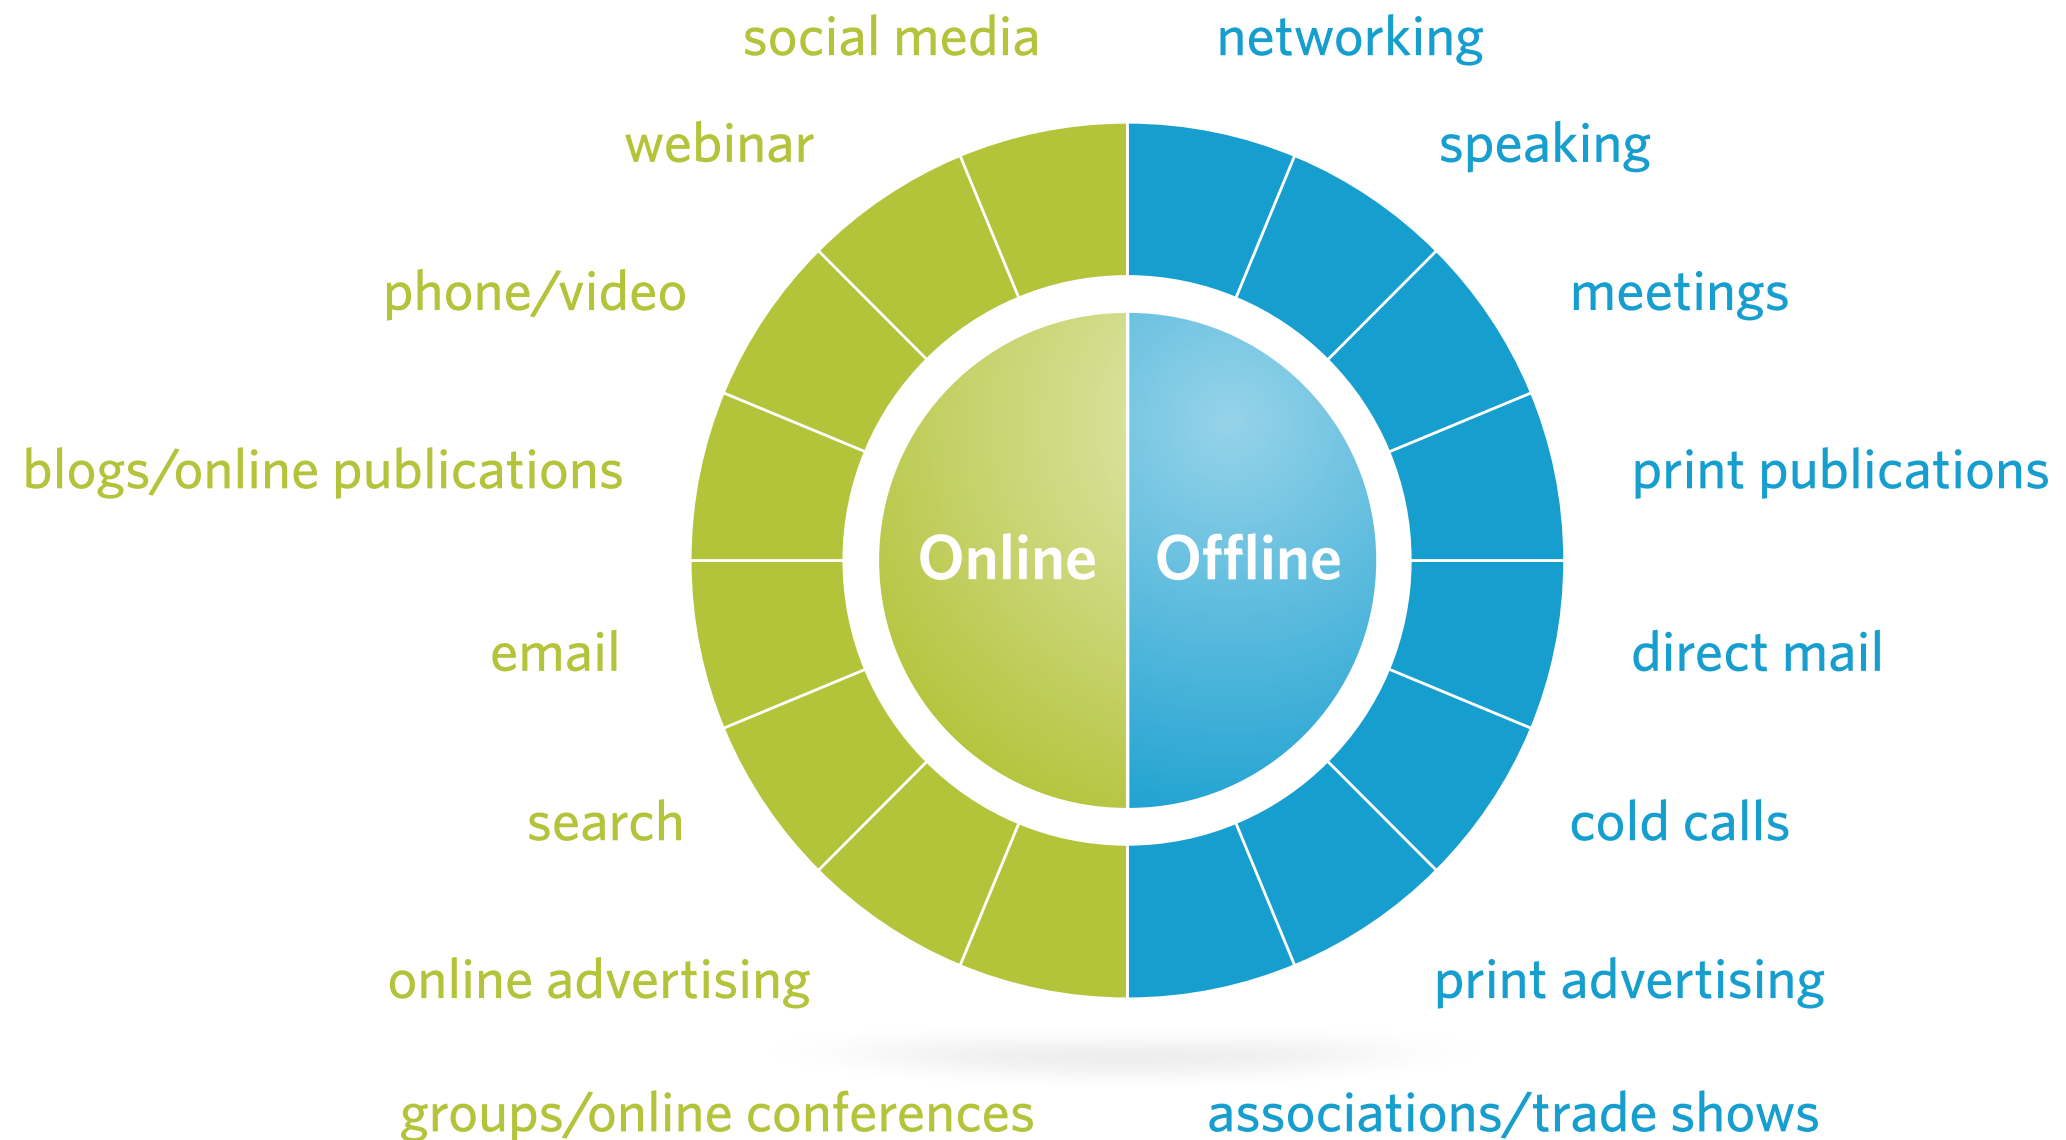 social media
networking
webinar
speaking
phone/video
meetings
blogs/online publications
print publications
Online
Offline
email
direct mail
search
cold calls
online advertising
print advertising
groups/online conferences
associations/trade shows